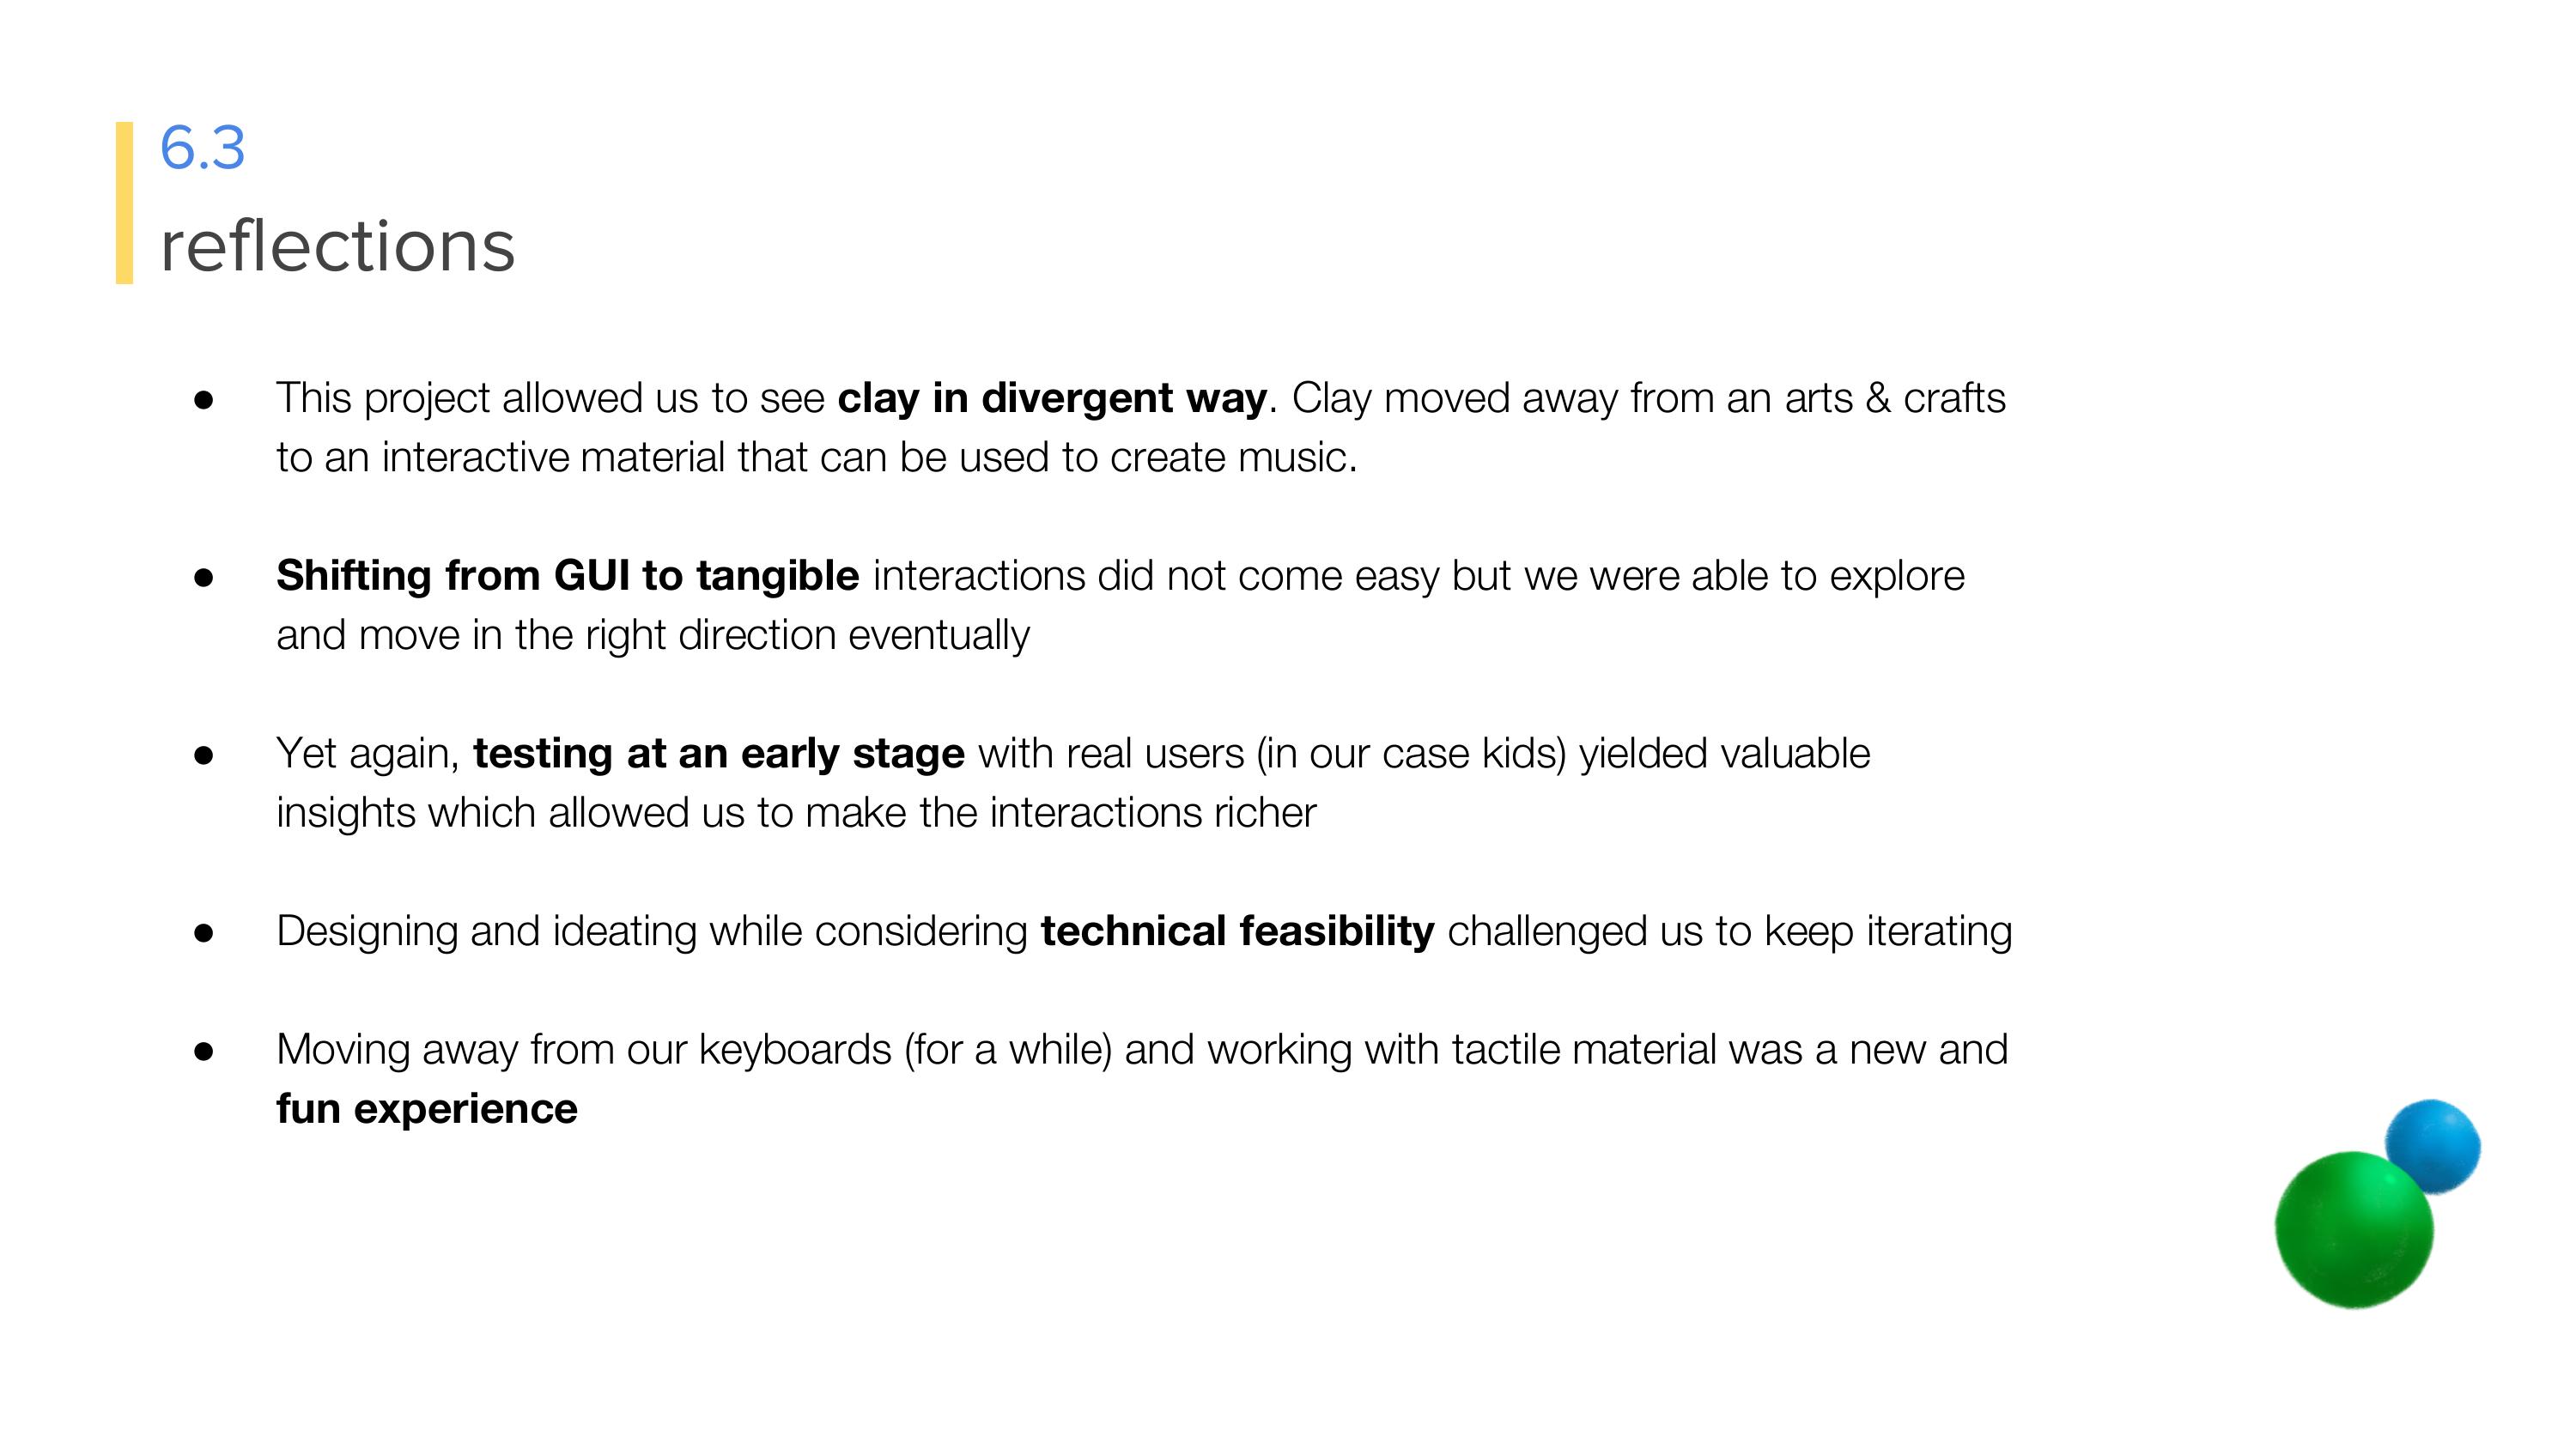 6.3
reflections
● This project allowed us to see clay in divergent way. Clay moved away from an arts & crafts
to an interactive material that can be used to create music.
● Shifting from GUI to tangible interactions did not come easy but we were able to explore
and move in the right direction eventually
● Yet again, testing at an early stage with real users (in our case kids) yielded valuable
insights which allowed us to make the interactions richer
● Designing and ideating while considering technical feasibility challenged us to keep iterating
● Moving away from our keyboards (for a while) and working with tactile material was a new and
fun experience